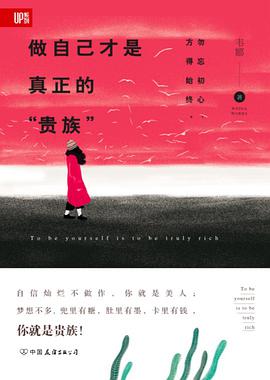 UP
做自己才是
真正的
“贵族”
勿忘初心，
方得始终。
韦娜
著
To be yourself is to be truly rich
自信灿烂不做作，你就是美人；
梦想不多，兜里有糖，肚里有墨，卡里有钱，
你就是贵族！
To be
yourself
is to be
truly
rich
中国友谊出版公司